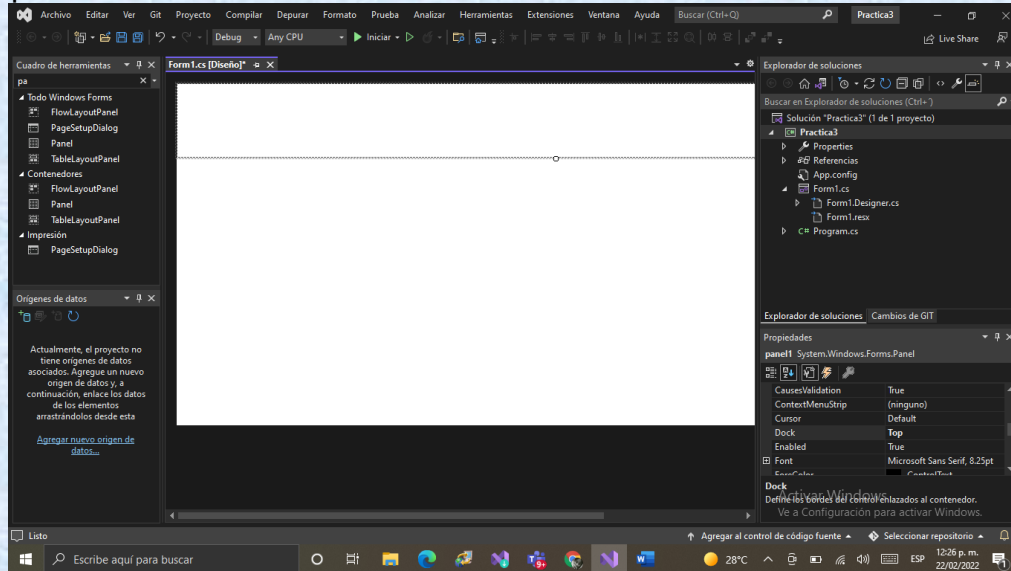 Archivo Editar Ver Git Proyecto Compilar Depurar Formato Prueba Analizar Herramientas Extensiones Ventana Ayuda Buscar (Ctrl+Q) Practica3
Debug Any CPU Iniciar Live Share
Cuadro de herramientas
pa
Todo Windows Forms
FlowLayoutPanel
PageSetupDialog
Panel
TableLayoutPanel
Contenedores
FlowLayoutPanel
Panel
TableLayoutPanel
Impresión
PageSetupDialog
Orígenes de datos
Actualmente, el proyecto no
tiene orígenes de datos
asociados. Agregue un nuevo
origen de datos y, a
continuación, enlace los datos
de los elementos
arrastrándolos desde esta
Agregar nuevo origen de
datos...
Form1.cs [Diseño]*
Explorador de soluciones
Buscar en Explorador de soluciones (Ctrl+´)
Solución "Practica3" (1 de 1 proyecto)
Practica3
Properties
Referencias
App.config
Form1.cs
Form1.Designer.cs
Form1.resx
C# Program.cs
Explorador de soluciones Cambios de GIT
Propiedades
panel1 System.Windows.Forms.Panel
CausesValidation True
ContextMenuStrip (ninguno)
Cursor Default
Dock Top
Enabled True
Font Microsoft Sans Serif, 8.25pt
ForeColor ControlText
Dock
Define los bordes del control enlazados al contenedor.
Activar Windows
Ve a Configuración para activar Windows.
Listo Agregar al control de código fuente Seleccionar repositorio
Escribe aquí para buscar 9+ 28°C ESP 12:26 p. m.
22/02/2022 1